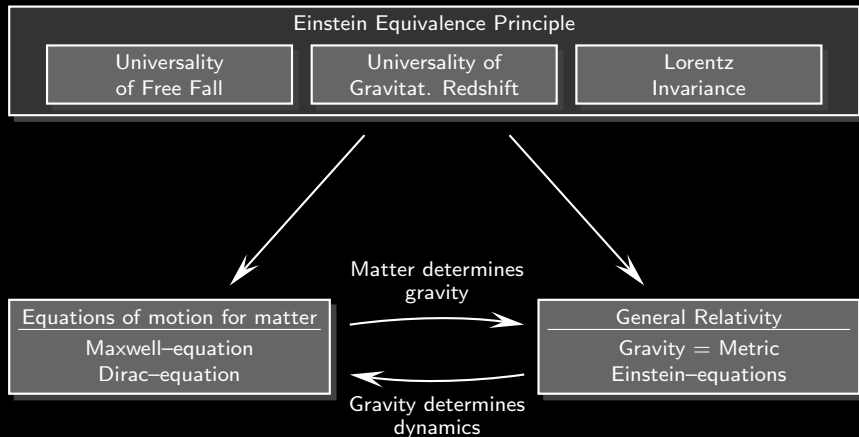 Einstein Equivalence Principle
Universality
of Free Fall
Universality of
Gravitat. Redshift
Lorentz
Invariance
Matter determines
gravity
Equations of motion for matter
Maxwell–equation
Dirac–equation
General Relativity
Gravity = Metric
Einstein–equations
Gravity determines
dynamics